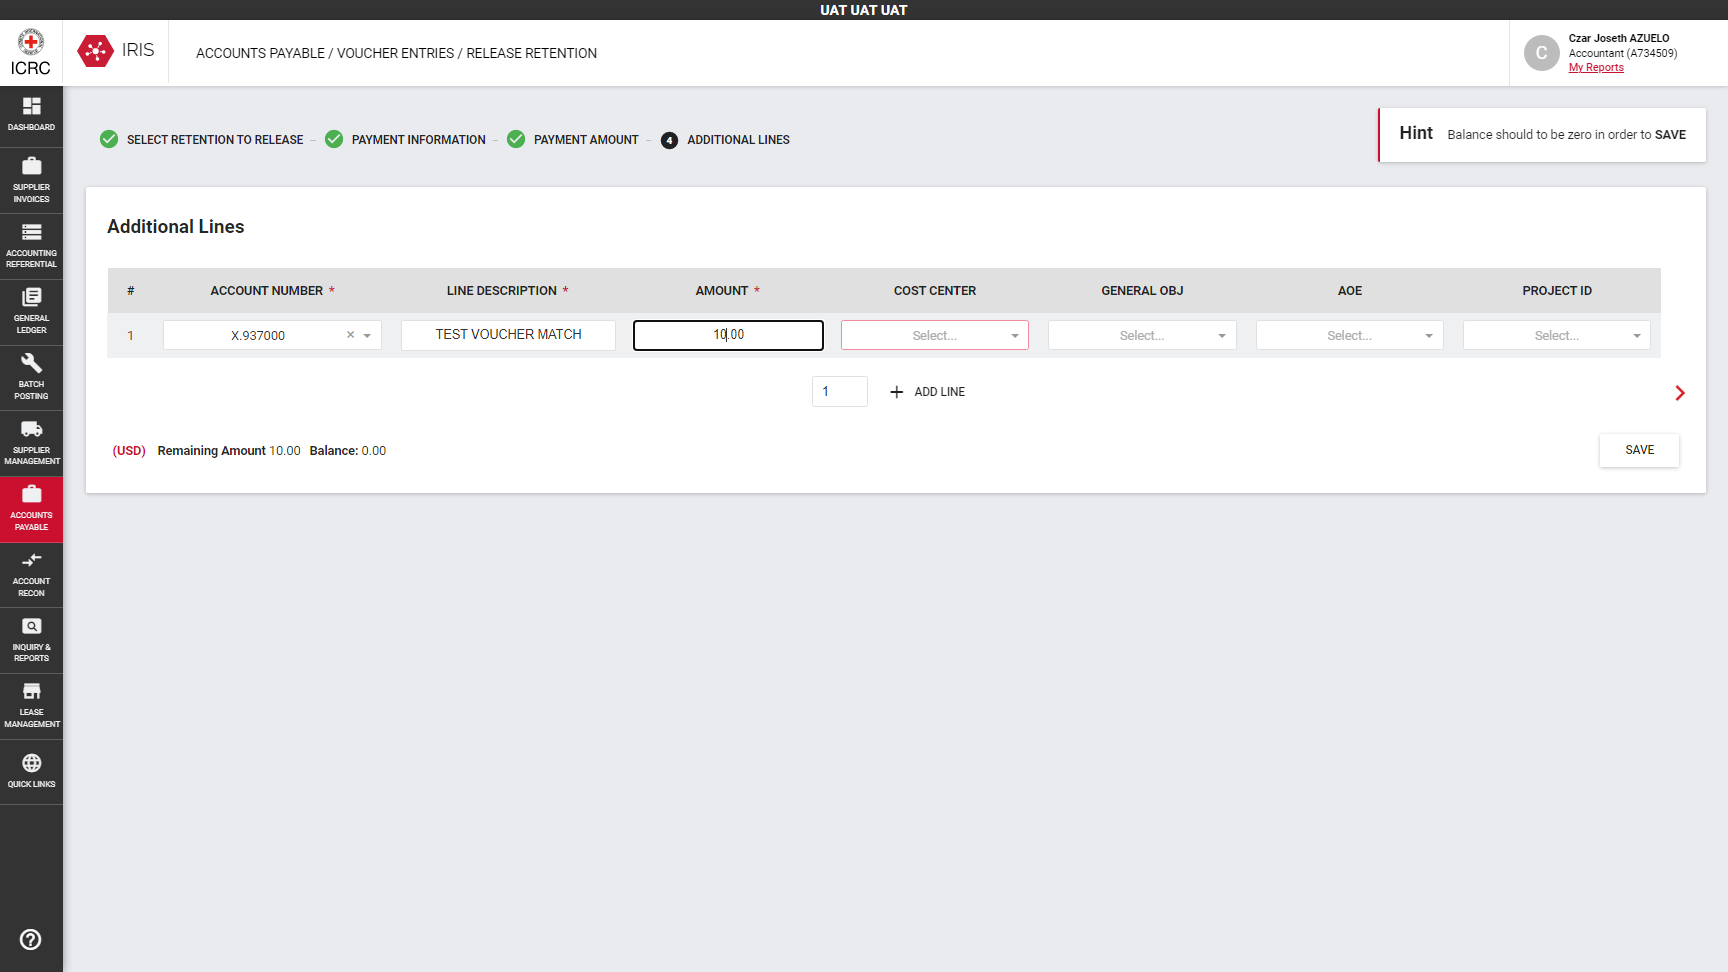 UAT UAT UAT
ICRC
IRIS
ACCOUNTS PAYABLE / VOUCHER ENTRIES / RELEASE RETENTION
C
Czar Joseth AZUELO
Accountant (A734509)
My Reports
DASHBOARD
SUPPLIER
INVOICES
ACCOUNTING
REFERENTIAL
GENERAL
LEDGER
BATCH
POSTING
SUPPLIER
MANAGEMENT
ACCOUNTS
PAYABLE
ACCOUNT
RECON
INQUIRY &
REPORTS
LEASE
MANAGEMENT
QUICK LINKS
SELECT RETENTION TO RELEASE – PAYMENT INFORMATION – PAYMENT AMOUNT – 4 ADDITIONAL LINES
Hint Balance should to be zero in order to SAVE
Additional Lines
# ACCOUNT NUMBER * LINE DESCRIPTION * AMOUNT * COST CENTER GENERAL OBJ AOE PROJECT ID
1 X.937000 × TEST VOUCHER MATCH 10.00 Select... Select... Select... Select...
1 + ADD LINE
(USD) Remaining Amount 10.00 Balance: 0.00
SAVE